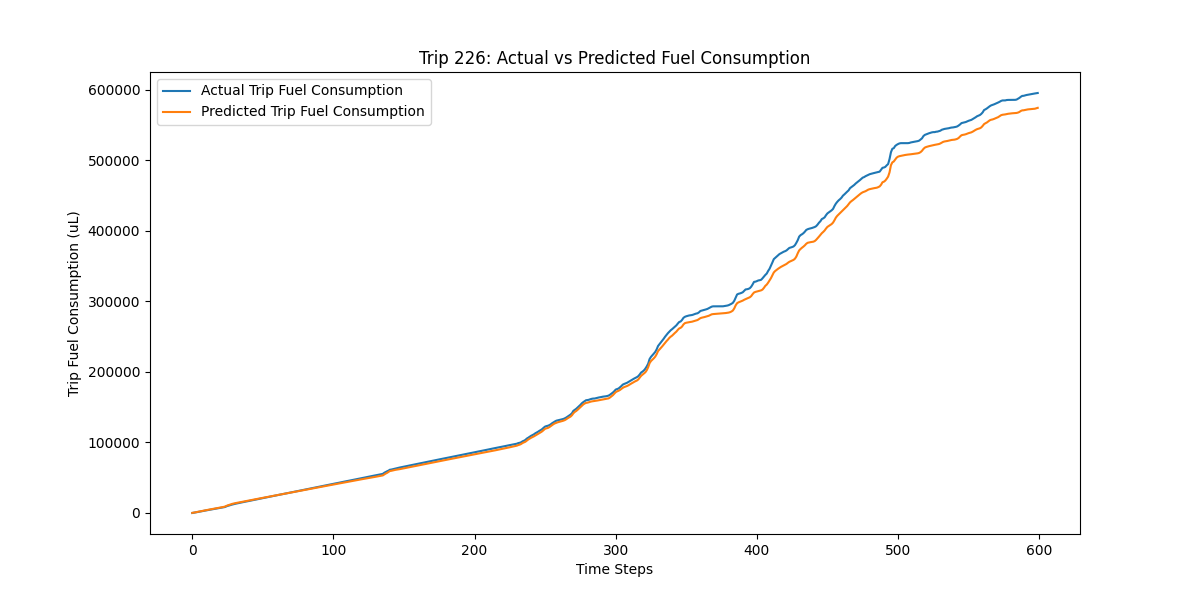 Trip 226: Actual vs Predicted Fuel Consumption
Actual Trip Fuel Consumption
Predicted Trip Fuel Consumption
Trip Fuel Consumption (uL)
600000
500000
400000
300000
200000
100000
0
0 100 200 300 400 500 600
Time Steps